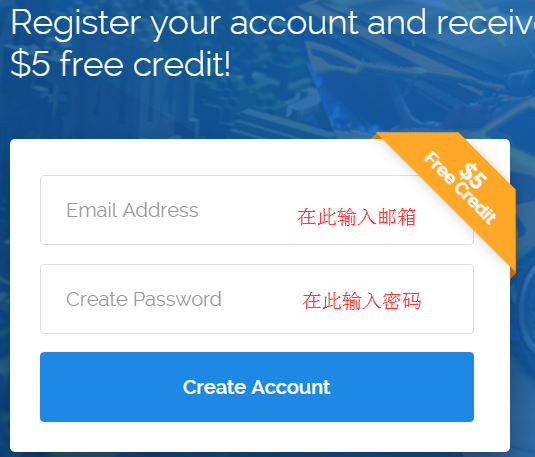 Register your account and receive
$5 free credit!
$5
Free Credit
Email Address 在此输入邮箱
Create Password 在此输入密码
Create Account